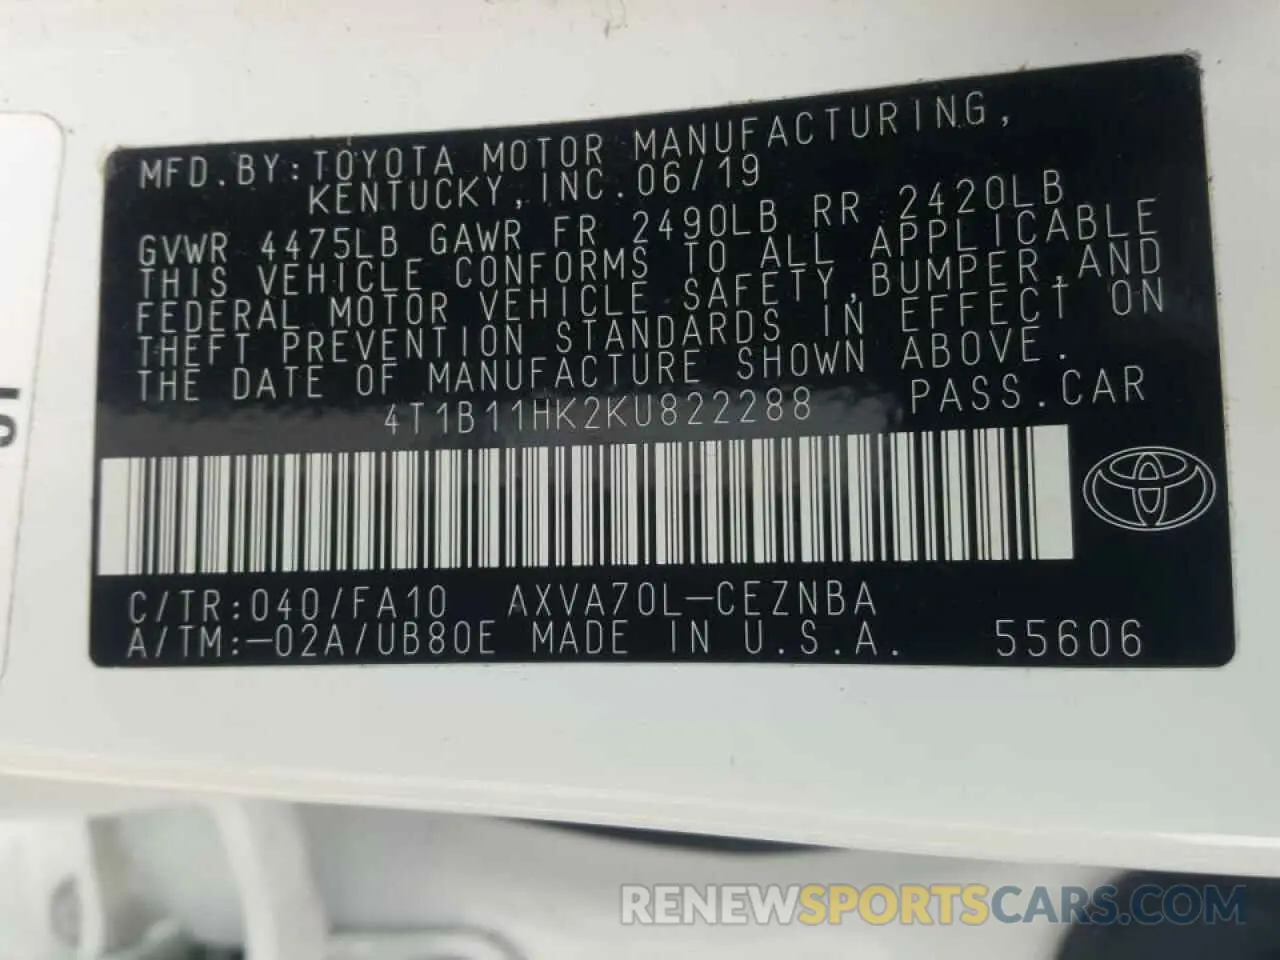 MFD.BY:TOYOTA MOTOR MANUFACTURING,
KENTUCKY,INC.06/19
GVWR 4475LB GAWR FR 2490LB RR 2420LB
THIS VEHICLE CONFORMS TO ALL APPLICABLE
FEDERAL MOTOR VEHICLE SAFETY,BUMPER,AND
THEFT PREVENTION STANDARDS IN EFFECT ON
THE DATE OF MANUFACTURE SHOWN ABOVE.
4T1B11HK2KU822288 PASS.CAR
C/TR:040/FA10 AXVA70L-CEZNBA
A/TM:-02A/UB80E MADE IN U.S.A. 55606
RENEWSPORTSCARS.COM